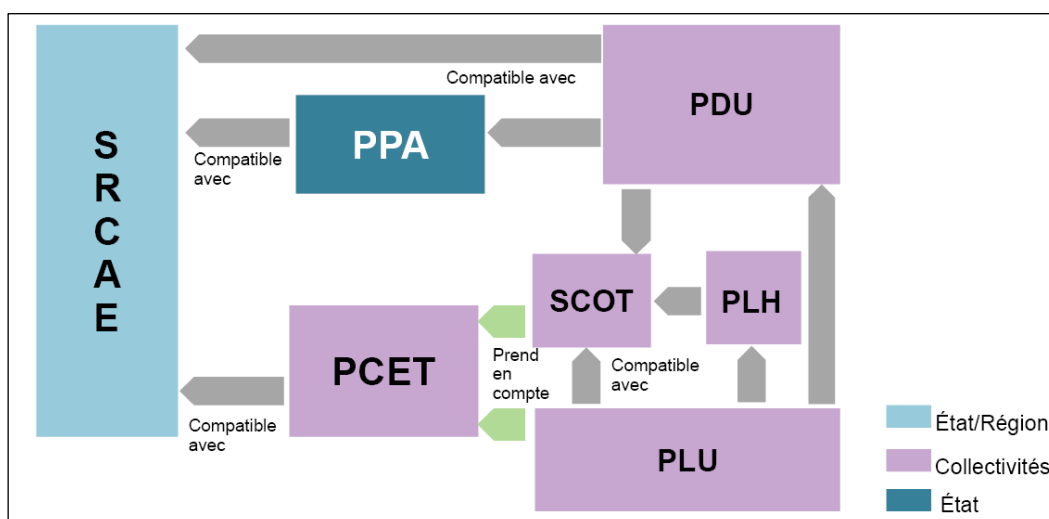 S
R
C
A
E
Compatible avec
PDU
PPA
Compatible
avec
SCOT
PLH
PCET
Prend
en
compte
Compatible
avec
Compatible
avec
PLU
État/Région
Collectivités
État